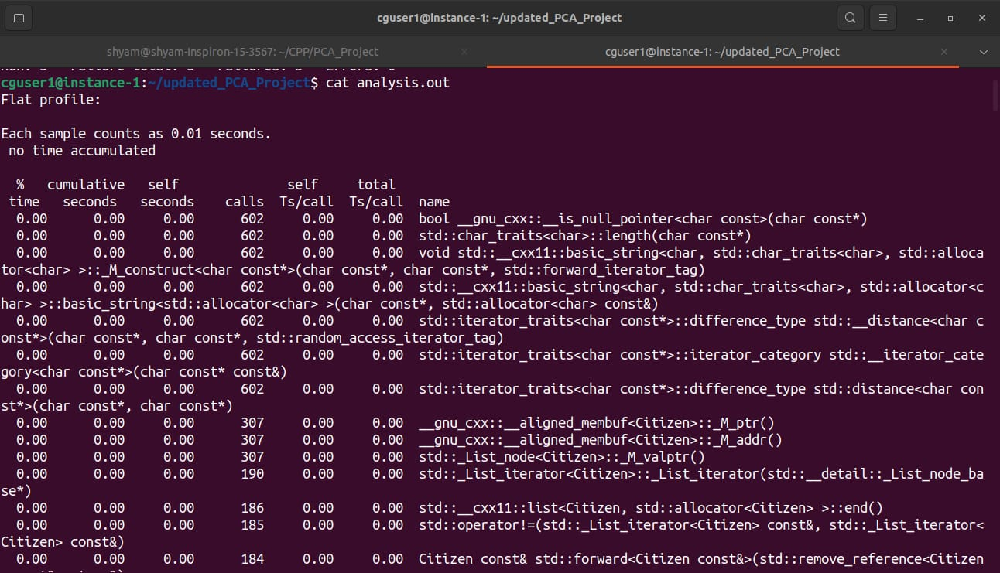 cguser1@instance-1: ~/updated_PCA_Project
shyam@shyam-Inspiron-15-3567: ~/CPP/PCA_Project
cguser1@instance-1: ~/updated_PCA_Project
cguser1@instance-1:~/updated_PCA_Project$ cat analysis.out
Flat profile:
Each sample counts as 0.01 seconds.
no time accumulated
% cumulative self self total
time seconds seconds calls Ts/call Ts/call name
0.00 0.00 0.00 602 0.00 0.00 bool __gnu_cxx::__is_null_pointer<char const>(char const*)
0.00 0.00 0.00 602 0.00 0.00 std::char_traits<char>::length(char const*)
0.00 0.00 0.00 602 0.00 0.00 void std::__cxx11::basic_string<char, std::char_traits<char>, std::alloca
tor<char> >::_M_construct<char const*>(char const*, char const*, std::forward_iterator_tag)
0.00 0.00 0.00 602 0.00 0.00 std::__cxx11::basic_string<char, std::char_traits<char>, std::allocator<c
har> >::basic_string<std::allocator<char> >(char const*, std::allocator<char> const&)
0.00 0.00 0.00 602 0.00 0.00 std::iterator_traits<char const*>::difference_type std::__distance<char c
onst*>(char const*, char const*, std::random_access_iterator_tag)
0.00 0.00 0.00 602 0.00 0.00 std::iterator_traits<char const*>::iterator_category std::__iterator_cate
gory<char const*>(char const* const&)
0.00 0.00 0.00 602 0.00 0.00 std::iterator_traits<char const*>::difference_type std::distance<char con
st*>(char const*, char const*)
0.00 0.00 0.00 307 0.00 0.00 __gnu_cxx::__aligned_membuf<Citizen>::_M_ptr()
0.00 0.00 0.00 307 0.00 0.00 __gnu_cxx::__aligned_membuf<Citizen>::_M_addr()
0.00 0.00 0.00 307 0.00 0.00 std::_List_node<Citizen>::_M_valptr()
0.00 0.00 0.00 190 0.00 0.00 std::_List_iterator<Citizen>::_List_iterator(std::__detail::_List_node_ba
se*)
0.00 0.00 0.00 186 0.00 0.00 std::__cxx11::list<Citizen, std::allocator<Citizen> >::end()
0.00 0.00 0.00 185 0.00 0.00 std::operator!=(std::_List_iterator<Citizen> const&, std::_List_iterator<
Citizen> const&)
0.00 0.00 0.00 184 0.00 0.00 Citizen const& std::forward<Citizen const&>(std::remove_reference<Citizen